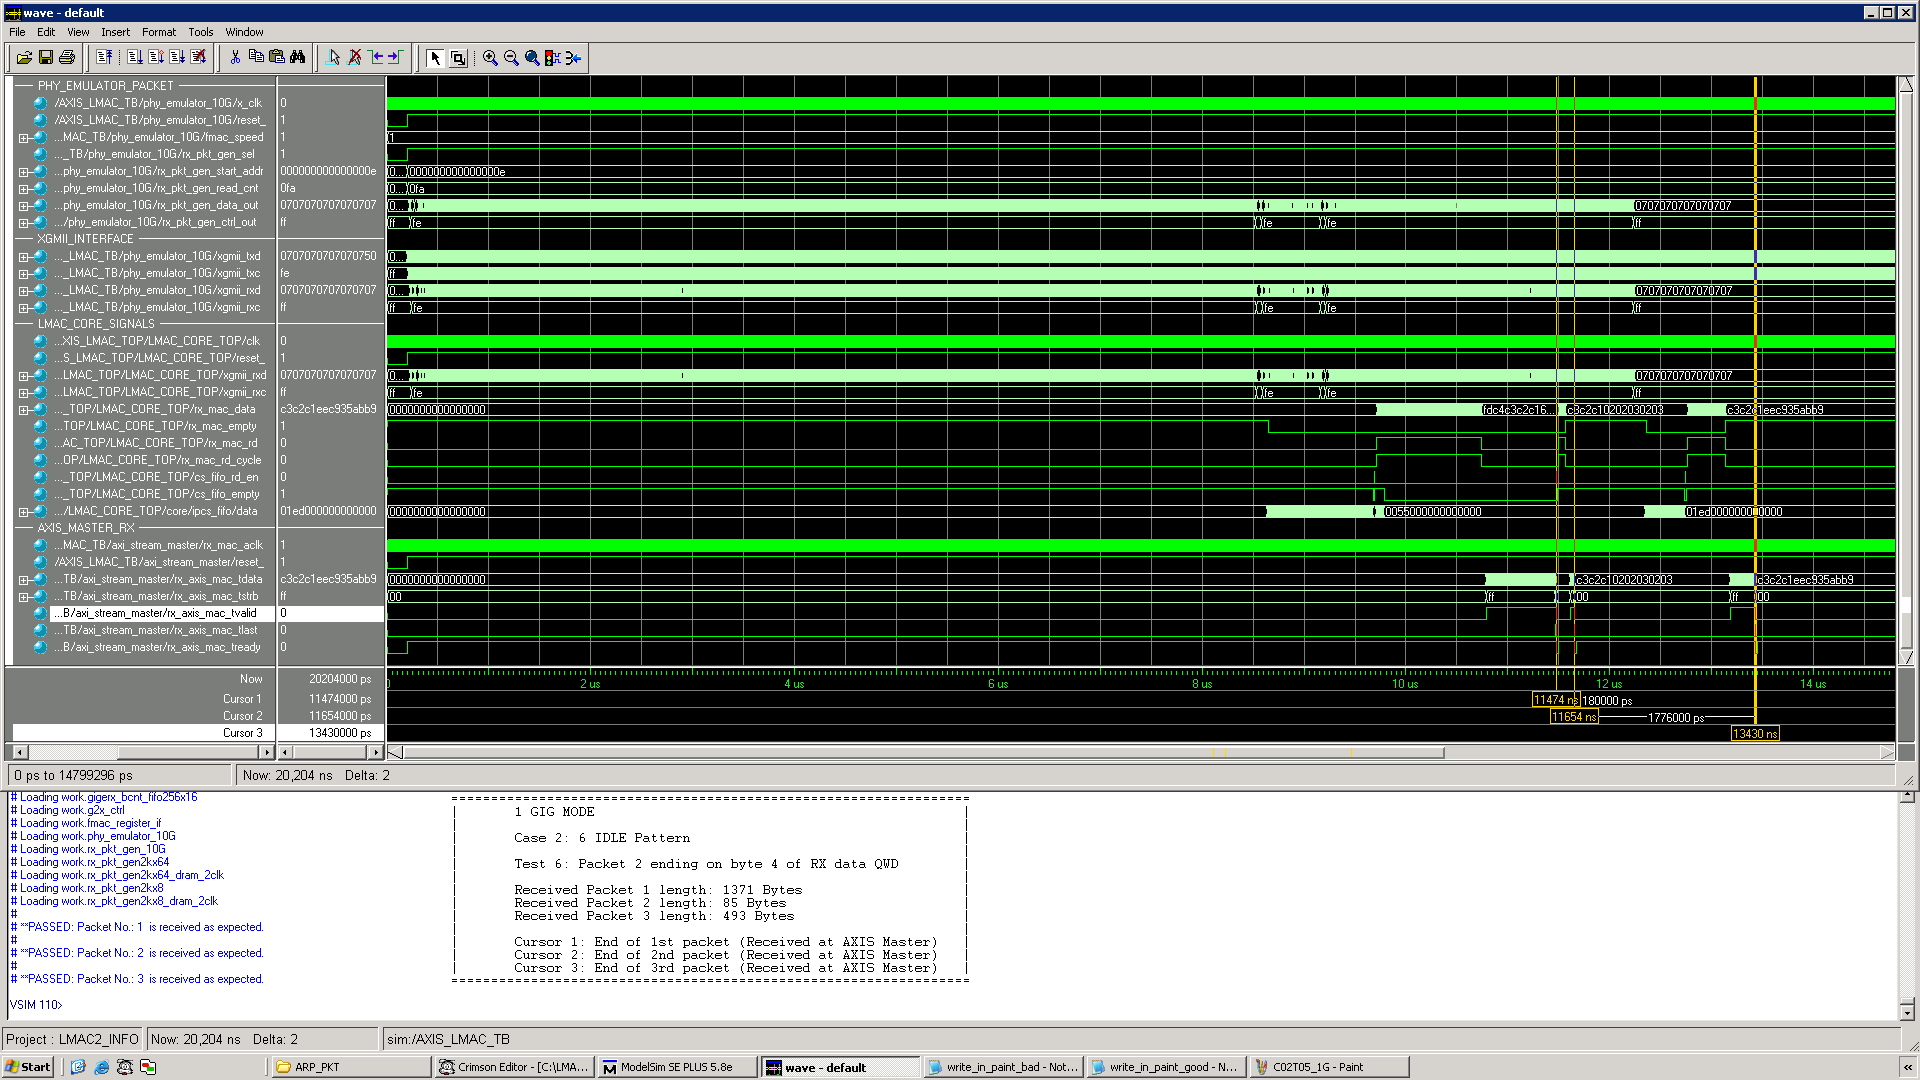 wave - default
File Edit View Insert Format Tools Window
PHY_EMULATOR_PACKET
/AXIS_LMAC_TB/phy_emulator_10G/x_clk 0
/AXIS_LMAC_TB/phy_emulator_10G/reset_ 1
...MAC_TB/phy_emulator_10G/fmac_speed 1 1
..._TB/phy_emulator_10G/rx_pkt_gen_sel 1
...phy_emulator_10G/rx_pkt_gen_start_addr 000000000000000e 0... 000000000000000e
...phy_emulator_10G/rx_pkt_gen_read_cnt 0fa 0... 0fa
...phy_emulator_10G/rx_pkt_gen_data_out 0707070707070707 0... 0707070707070707
.../phy_emulator_10G/rx_pkt_gen_ctrl_out ff ff fe fe fe ff
XGMII_INTERFACE
..._LMAC_TB/phy_emulator_10G/xgmii_txd 0707070707070750 0...
..._LMAC_TB/phy_emulator_10G/xgmii_txc fe ff
..._LMAC_TB/phy_emulator_10G/xgmii_rxd 0707070707070707 0... 0707070707070707
..._LMAC_TB/phy_emulator_10G/xgmii_rxc ff ff fe fe fe ff
LMAC_CORE_SIGNALS
...XIS_LMAC_TOP/LMAC_CORE_TOP/clk 0
...S_LMAC_TOP/LMAC_CORE_TOP/reset_ 1
...LMAC_TOP/LMAC_CORE_TOP/xgmii_rxd 0707070707070707 0... 0707070707070707
...LMAC_TOP/LMAC_CORE_TOP/xgmii_rxc ff ff fe fe fe ff
..._TOP/LMAC_CORE_TOP/rx_mac_data c3c2c1eec935abb9 0000000000000000 fdc4c3c2c16... c3c2c10202030203 c3c2c1eec935abb9
...TOP/LMAC_CORE_TOP/rx_mac_empty 1
...AC_TOP/LMAC_CORE_TOP/rx_mac_rd 0
...OP/LMAC_CORE_TOP/rx_mac_rd_cycle 0
..._TOP/LMAC_CORE_TOP/cs_fifo_rd_en 0
..._TOP/LMAC_CORE_TOP/cs_fifo_empty 1
.../LMAC_CORE_TOP/core/ipcs_fifo/data 01ed000000000000 0000000000000000 0055000000000000 01ed000000000000
AXIS_MASTER_RX
...MAC_TB/axi_stream_master/rx_mac_aclk 1
/AXIS_LMAC_TB/axi_stream_master/reset_ 1
...TB/axi_stream_master/rx_axis_mac_tdata c3c2c1eec935abb9 0000000000000000 c3c2c10202030203 c3c2c1eec935abb9
...TB/axi_stream_master/rx_axis_mac_tstrb ff 00 ff 00 ff 00
...B/axi_stream_master/rx_axis_mac_tvalid 0
...TB/axi_stream_master/rx_axis_mac_tlast 0
...B/axi_stream_master/rx_axis_mac_tready 0
Now 20204000 ps 0 2 us 4 us 6 us 8 us 10 us 12 us 14 us
Cursor 1 11474000 ps 11474 ns 180000 ps
Cursor 2 11654000 ps 11654 ns 1776000 ps
Cursor 3 13430000 ps 13430 ns
0 ps to 14799296 ps Now: 20,204 ns Delta: 2
# Loading work.gigerx_bcnt_fifo256x16
# Loading work.g2x_ctrl
# Loading work.fmac_register_if
# Loading work.phy_emulator_10G
# Loading work.rx_pkt_gen_10G
# Loading work.rx_pkt_gen2kx64
# Loading work.rx_pkt_gen2kx64_dram_2clk
# Loading work.rx_pkt_gen2kx8
# Loading work.rx_pkt_gen2kx8_dram_2clk
#
# **PASSED: Packet No.: 1 is received as expected.
#
# **PASSED: Packet No.: 2 is received as expected.
#
# **PASSED: Packet No.: 3 is received as expected.
VSIM 110>
1 GIG MODE
Case 2: 6 IDLE Pattern
Test 6: Packet 2 ending on byte 4 of RX data QWD
Received Packet 1 length: 1371 Bytes
Received Packet 2 length: 85 Bytes
Received Packet 3 length: 493 Bytes
Cursor 1: End of 1st packet (Received at AXIS Master)
Cursor 2: End of 2nd packet (Received at AXIS Master)
Cursor 3: End of 3rd packet (Received at AXIS Master)
Project : LMAC2_INFO Now: 20,204 ns Delta: 2 sim:/AXIS_LMAC_TB
Start ARP_PKT Crimson Editor - [C:\LMA... ModelSim SE PLUS 5.8e wave - default write_in_paint_bad - Not... write_in_paint_good - N... C02T05_1G - Paint